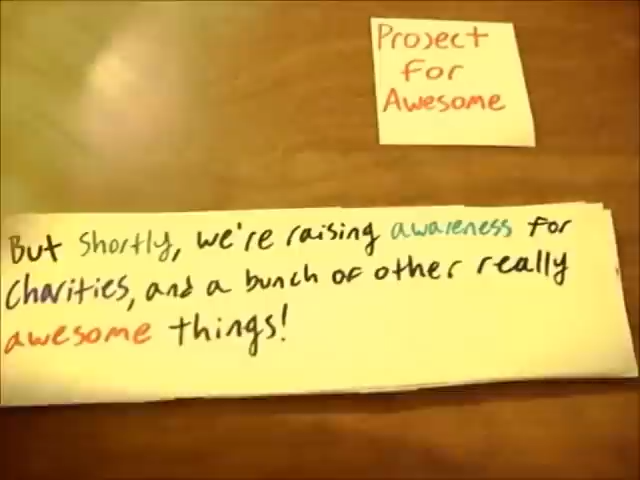 Project
For
Awesome
But shortly, we're raising awareness for
Charities, and a bunch of other really
awesome things!